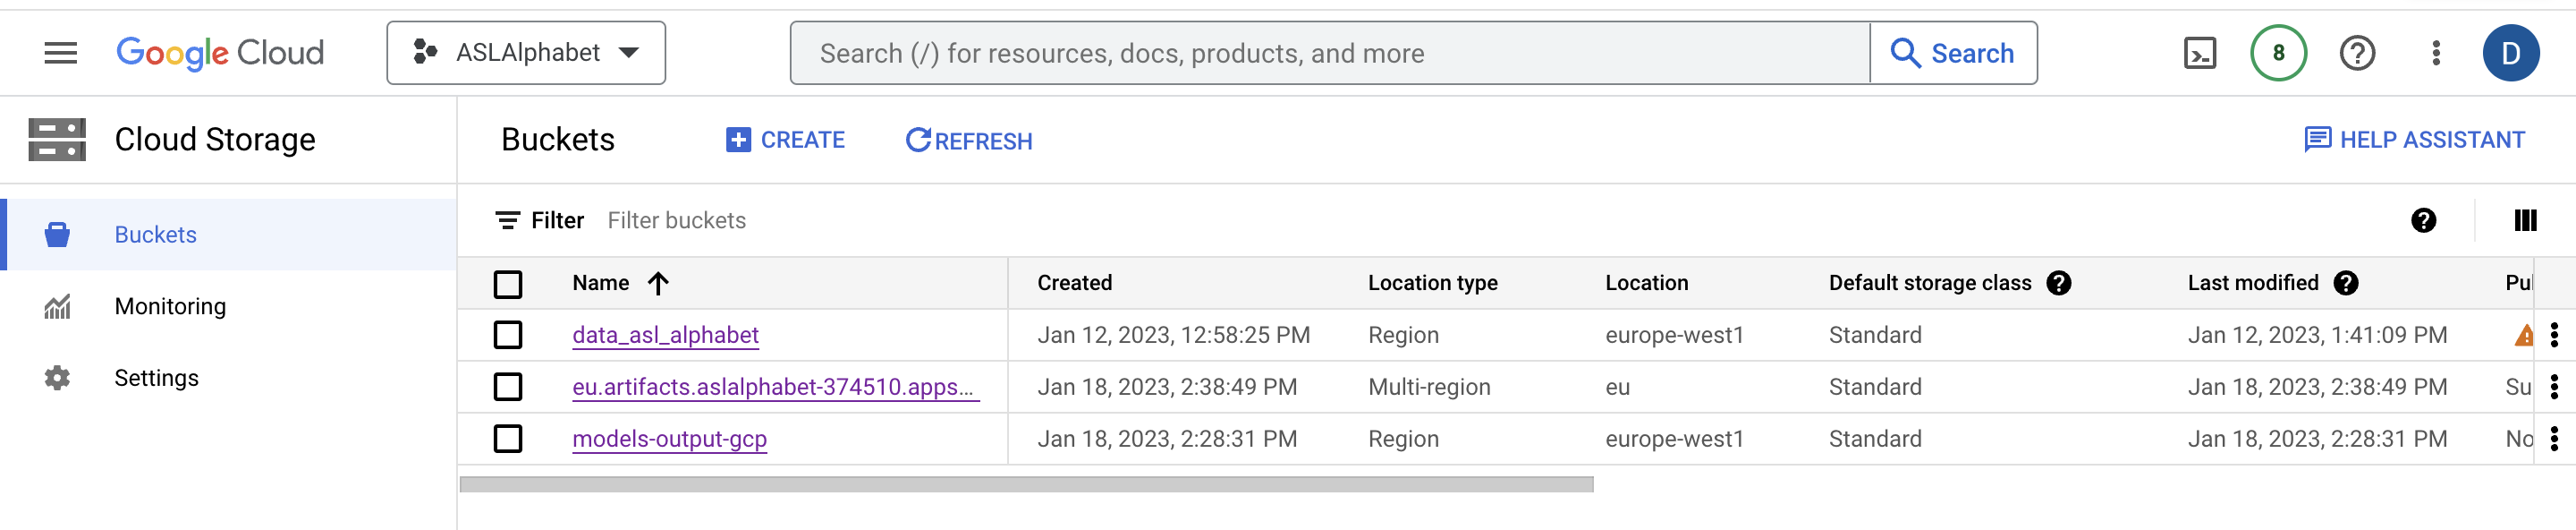 Google Cloud
ASLAlphabet
Search (/) for resources, docs, products, and more
Search
8
D
Cloud Storage
Buckets
CREATE
REFRESH
HELP ASSISTANT
Buckets
Monitoring
Settings
Filter Filter buckets
Name Created Location type Location Default storage class Last modified Pu
data_asl_alphabet Jan 12, 2023, 12:58:25 PM Region europe-west1 Standard Jan 12, 2023, 1:41:09 PM
eu.artifacts.aslalphabet-374510.apps... Jan 18, 2023, 2:38:49 PM Multi-region eu Standard Jan 18, 2023, 2:38:49 PM Su
models-output-gcp Jan 18, 2023, 2:28:31 PM Region europe-west1 Standard Jan 18, 2023, 2:28:31 PM No